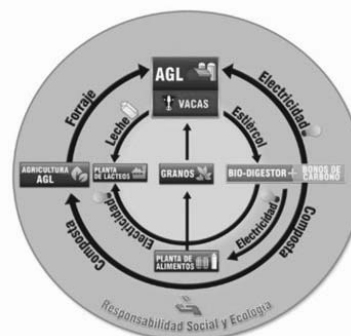 AGL
VACAS
Forraje
Electricidad
Leche
Estiércol
AGRICULTURA
AGL
PLANTA
DE LÁCTEOS
GRANOS
BIO-DIGESTOR +
BONOS DE
CARBONO
Composta
Electricidad
Electricidad
Composta
PLANTA DE
ALIMENTOS
Responsabilidad Social y Ecología